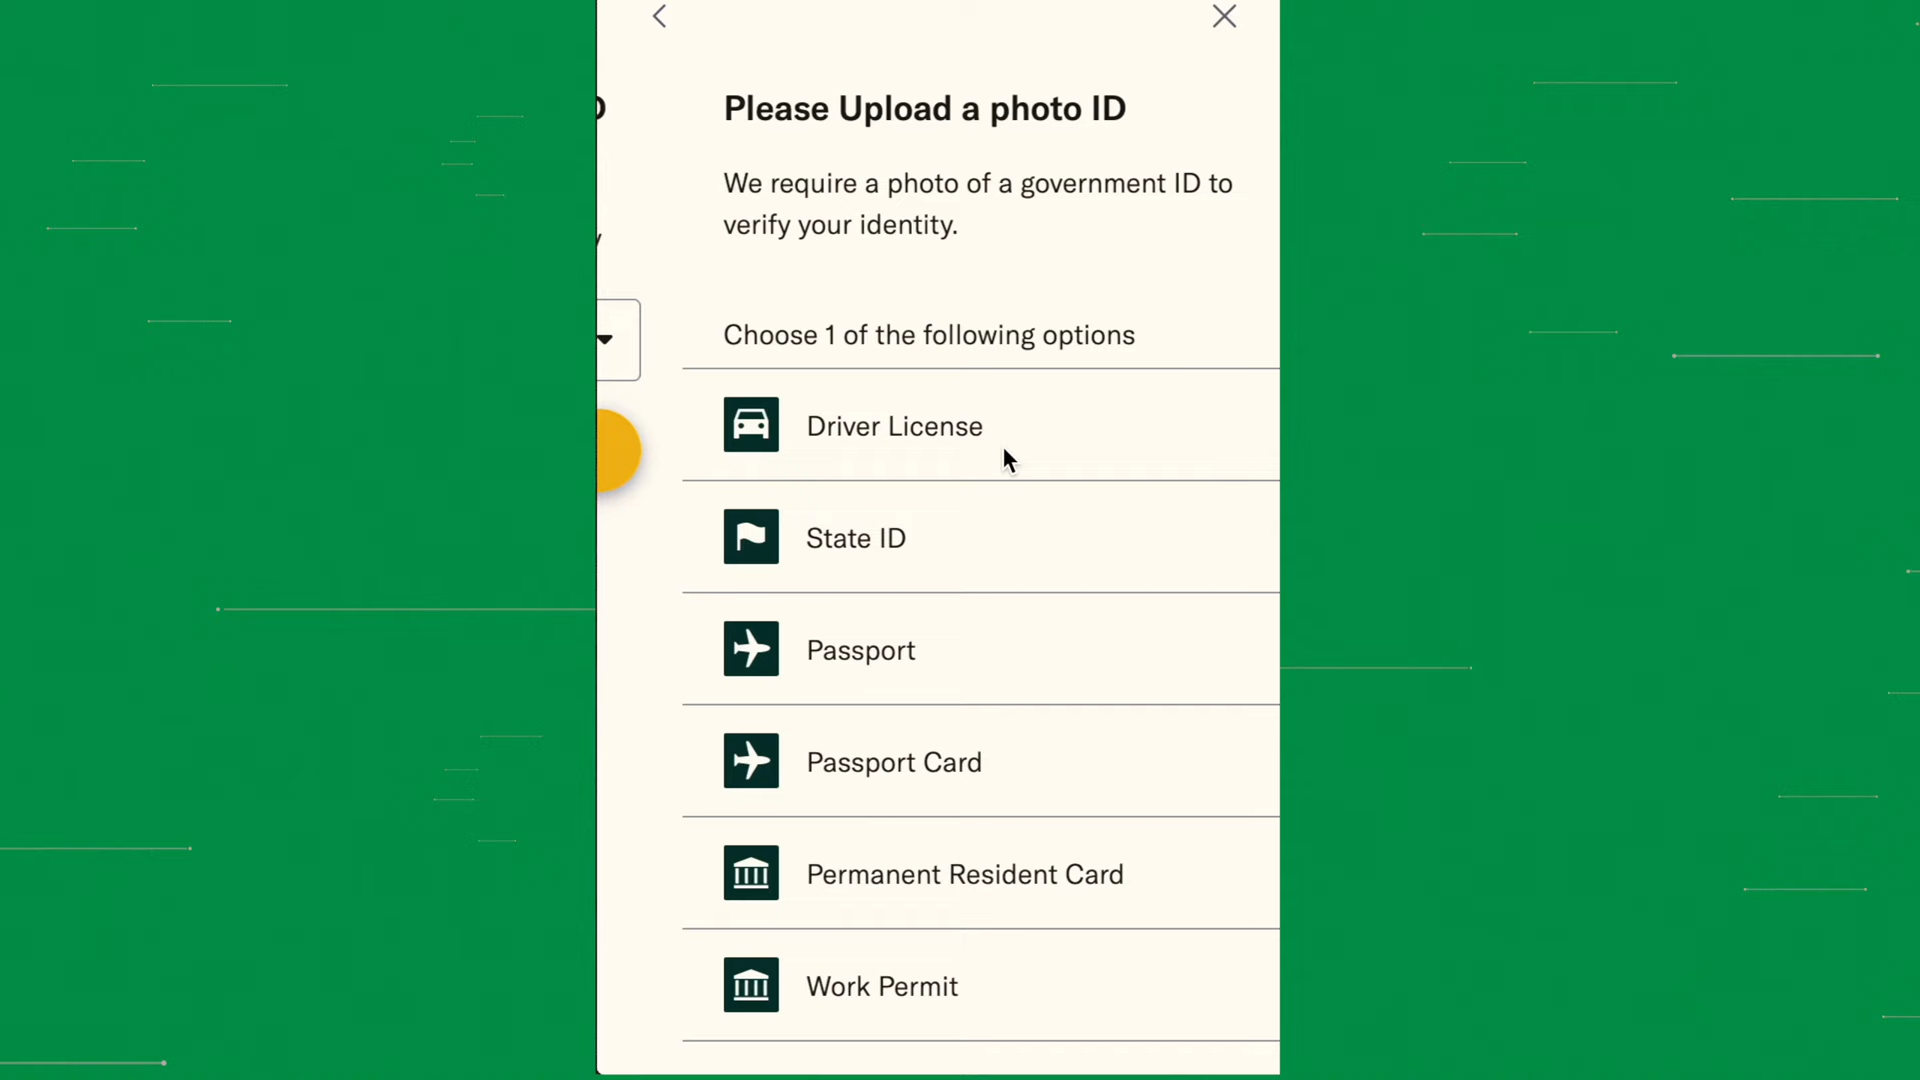 Please Upload a photo ID
We require a photo of a government ID to
verify your identity.
Choose 1 of the following options
Driver License
State ID
Passport
Passport Card
Permanent Resident Card
Work Permit